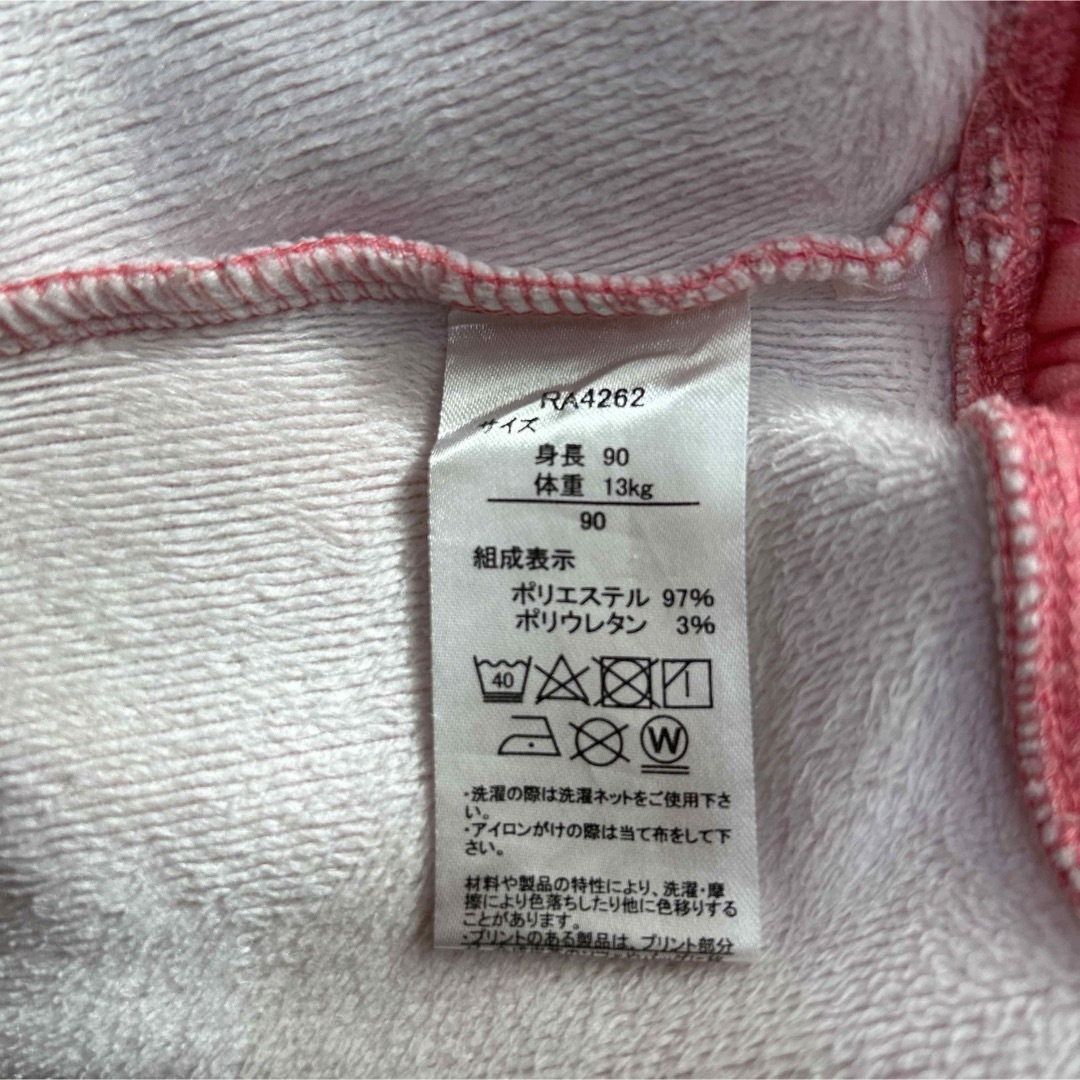 RA4262
サイズ
身長 90
体重 13kg
90
組成表示
ポリエステル 97%
ポリウレタン 3%
40
W
・洗濯の際は洗濯ネットをご使用下さ
い。
・アイロンがけの際は当て布をして下
さい。
材料や製品の特性により、洗濯・摩
擦により色落ちしたり他に色移りする
ことがあります。
・プリントのある製品は、プリント部分